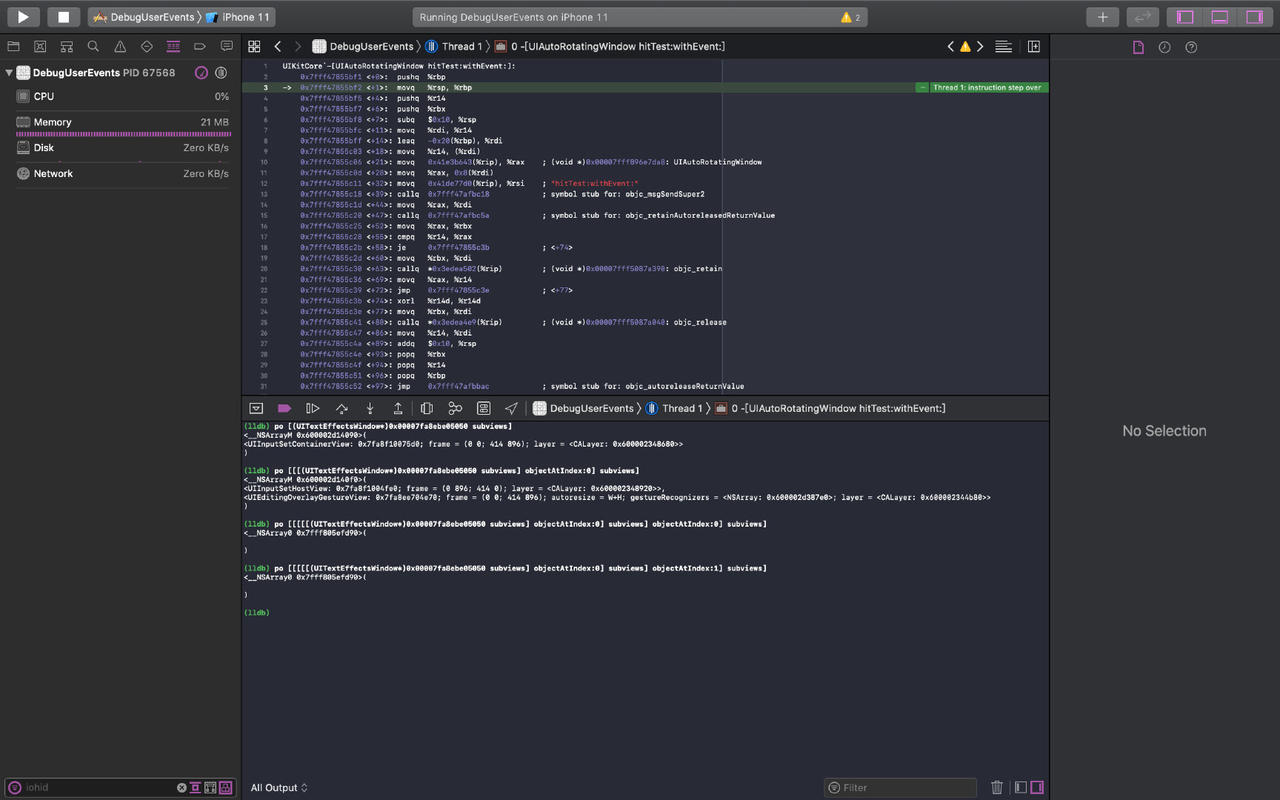 DebugUserEvents 〉 iPhone 11
Running DebugUserEvents on iPhone 11
2
DebugUserEvents 〉 Thread 1 〉 0 -[UIAutoRotatingWindow hitTest:withEvent:]
DebugUserEvents PID 67568
CPU 0%
Memory 21 MB
Disk Zero KB/s
Network Zero KB/s
1 UIKitCore`-[UIAutoRotatingWindow hitTest:withEvent:]:
2 0x7fff47855bf1 <+0>: pushq %rbp
3 -> 0x7fff47855bf2 <+1>: movq %rsp, %rbp
Thread 1: instruction step over
4 0x7fff47855bf5 <+4>: pushq %r14
5 0x7fff47855bf7 <+6>: pushq %rbx
6 0x7fff47855bf8 <+7>: subq $0x10, %rsp
7 0x7fff47855bfc <+11>: movq %rdi, %r14
8 0x7fff47855bff <+14>: leaq -0x20(%rbp), %rdi
9 0x7fff47855c03 <+18>: movq %r14, (%rdi)
10 0x7fff47855c06 <+21>: movq 0x41e3b643(%rip), %rax ; (void *)0x00007fff896e7da8: UIAutoRotatingWindow
11 0x7fff47855c0d <+28>: movq %rax, 0x8(%rdi)
12 0x7fff47855c11 <+32>: movq 0x41de77d0(%rip), %rsi ; "hitTest:withEvent:"
13 0x7fff47855c18 <+39>: callq 0x7fff47afbc18 ; symbol stub for: objc_msgSendSuper2
14 0x7fff47855c1d <+44>: movq %rax, %rdi
15 0x7fff47855c20 <+47>: callq 0x7fff47afbc5a ; symbol stub for: objc_retainAutoreleasedReturnValue
16 0x7fff47855c25 <+52>: movq %rax, %rbx
17 0x7fff47855c28 <+55>: cmpq %r14, %rax
18 0x7fff47855c2b <+58>: je 0x7fff47855c3b ; <+74>
19 0x7fff47855c2d <+60>: movq %rbx, %rdi
20 0x7fff47855c30 <+63>: callq *0x3edea502(%rip) ; (void *)0x00007fff5087a390: objc_retain
21 0x7fff47855c36 <+69>: movq %rax, %r14
22 0x7fff47855c39 <+72>: jmp 0x7fff47855c3e ; <+77>
23 0x7fff47855c3b <+74>: xorl %r14d, %r14d
24 0x7fff47855c3e <+77>: movq %rbx, %rdi
25 0x7fff47855c41 <+80>: callq *0x3edea4e9(%rip) ; (void *)0x00007fff5087a040: objc_release
26 0x7fff47855c47 <+86>: movq %r14, %rdi
27 0x7fff47855c4a <+89>: addq $0x10, %rsp
28 0x7fff47855c4e <+93>: popq %rbx
29 0x7fff47855c4f <+94>: popq %r14
30 0x7fff47855c51 <+96>: popq %rbp
31 0x7fff47855c52 <+97>: jmp 0x7fff47afbbac ; symbol stub for: objc_autoreleaseReturnValue
No Selection
DebugUserEvents 〉 Thread 1 〉 0 -[UIAutoRotatingWindow hitTest:withEvent:]
(lldb) po [(UITextEffectsWindow*)0x00007fa8ebe05050 subviews]
<__NSArrayM 0x600002d14090>(
<UIInputSetContainerView: 0x7fa8f10075d0; frame = (0 0; 414 896); layer = <CALayer: 0x600002348680>>
)
(lldb) po [[[(UITextEffectsWindow*)0x00007fa8ebe05050 subviews] objectAtIndex:0] subviews]
<__NSArrayM 0x600002d140f0>(
<UIInputSetHostView: 0x7fa8f1004fe0; frame = (0 896; 414 0); layer = <CALayer: 0x600002348920>>,
<UIEditingOverlayGestureView: 0x7fa8ee704e70; frame = (0 0; 414 896); autoresize = W+H; gestureRecognizers = <NSArray: 0x600002d387e0>; layer = <CALayer: 0x600002344b80>>
)
(lldb) po [[[[[(UITextEffectsWindow*)0x00007fa8ebe05050 subviews] objectAtIndex:0] subviews] objectAtIndex:0] subviews]
<__NSArray0 0x7fff805efd90>(
)
(lldb) po [[[[[(UITextEffectsWindow*)0x00007fa8ebe05050 subviews] objectAtIndex:0] subviews] objectAtIndex:1] subviews]
<__NSArray0 0x7fff805efd90>(
)
(lldb)
iohid
All Output
Filter